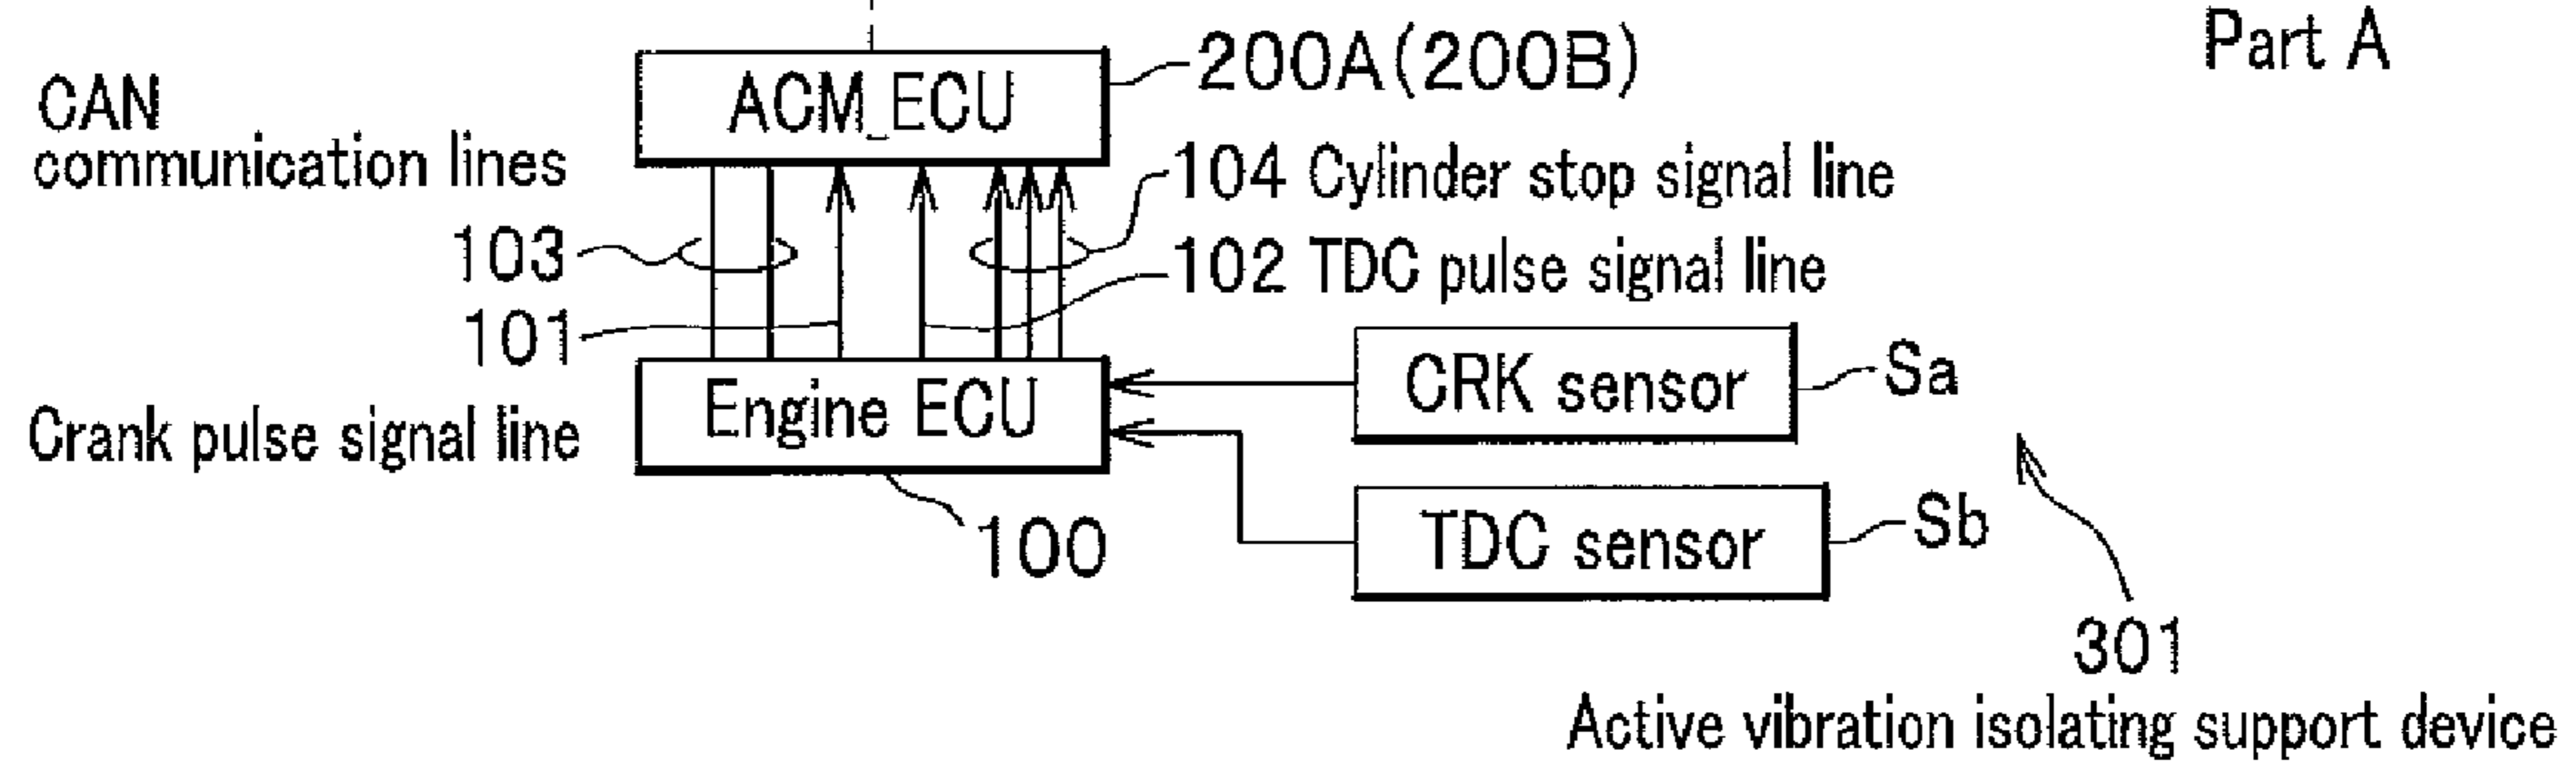 Part A
200A(200B)
ACM_ECU
CAN
communication lines
104 Cylinder stop signal line
103
102 TDC pulse signal line
101
CRK sensor
Sa
Engine ECU
Crank pulse signal line
TDC sensor
Sb
100
301
Active vibration isolating support device